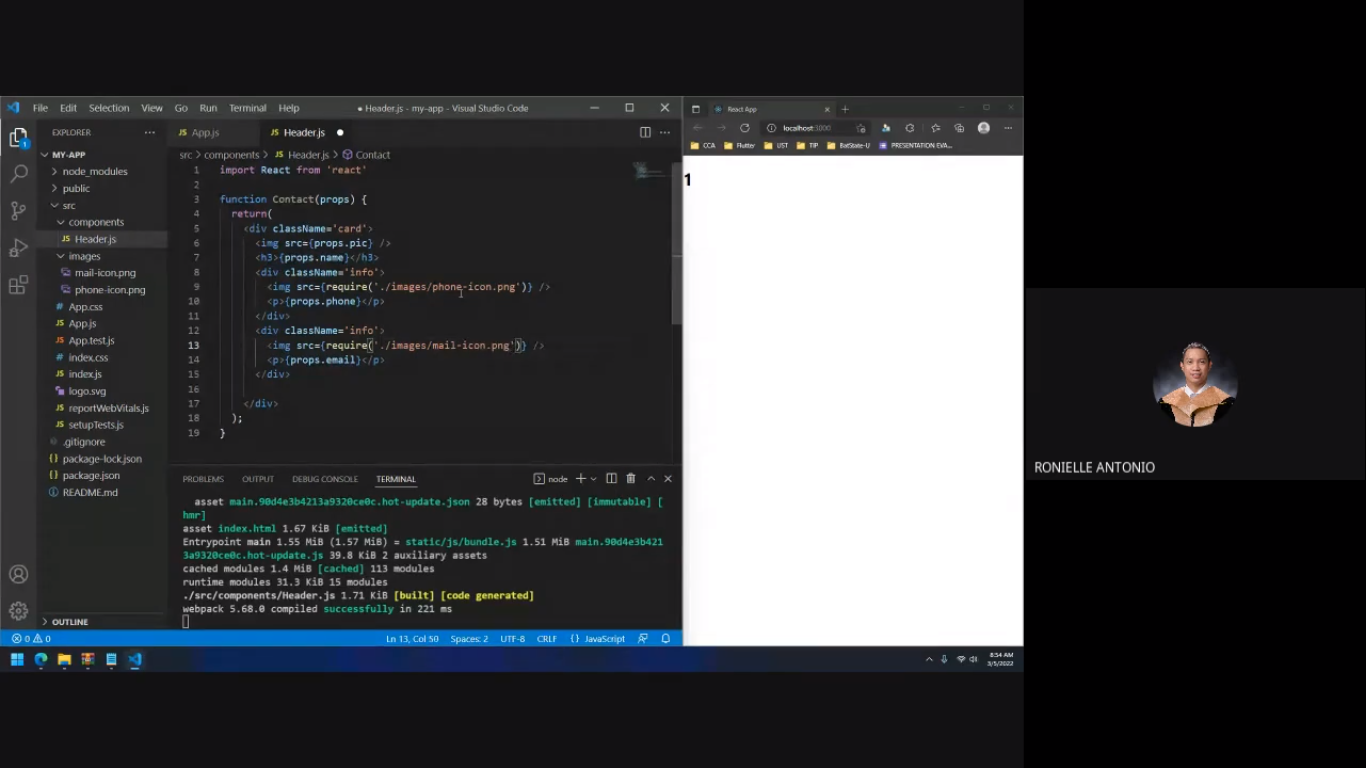 File Edit Selection View Go Run Terminal Help
● Header.js - my-app - Visual Studio Code
React App
EXPLORER
App.js
Header.js
localhost:3000
CCA Flutter UST TIP BatState-U PRESENTATION EVA...
MY-APP
node_modules
public
src
components
Header.js
images
mail-icon.png
phone-icon.png
App.css
App.js
App.test.js
index.css
index.js
logo.svg
reportWebVitals.js
setupTests.js
.gitignore
package-lock.json
package.json
README.md
OUTLINE
src > components > Header.js > Contact
1 import React from 'react'
2
3 function Contact(props) {
4 return(
5 <div className='card'>
6 <img src={props.pic} />
7 <h3>{props.name}</h3>
8 <div className='info'>
9 <img src={require('./images/phone-icon.png')} />
10 <p>{props.phone}</p>
11 </div>
12 <div className='info'>
13 <img src={require('./images/mail-icon.png')} />
14 <p>{props.email}</p>
15 </div>
16
17 </div>
18 );
19 }
PROBLEMS OUTPUT DEBUG CONSOLE TERMINAL
node
asset main.90d4e3b4213a9320ce0c.hot-update.json 28 bytes [emitted] [immutable] [
hmr]
asset index.html 1.67 KiB [emitted]
Entrypoint main 1.55 MiB (1.57 MiB) = static/js/bundle.js 1.51 MiB main.90d4e3b421
3a9320ce0c.hot-update.js 39.8 KiB 2 auxiliary assets
cached modules 1.4 MiB [cached] 113 modules
runtime modules 31.3 KiB 15 modules
./src/components/Header.js 1.71 KiB [built] [code generated]
webpack 5.68.0 compiled successfully in 221 ms
0 0
Ln 13, Col 50 Spaces: 2 UTF-8 CRLF {} JavaScript
1
8:54 AM
3/5/2022
RONIELLE ANTONIO